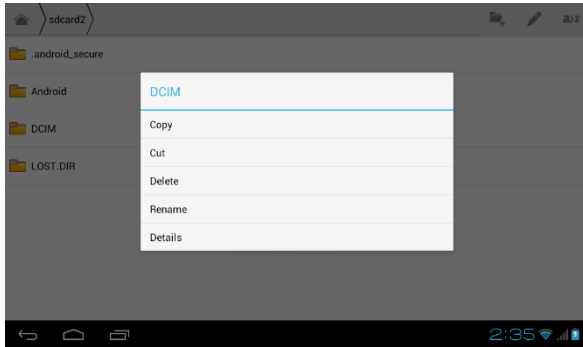 sdcard2
a〉z
.android_secure
Android
DCIM
LOST.DIR
DCIM
Copy
Cut
Delete
Rename
Details
2:35